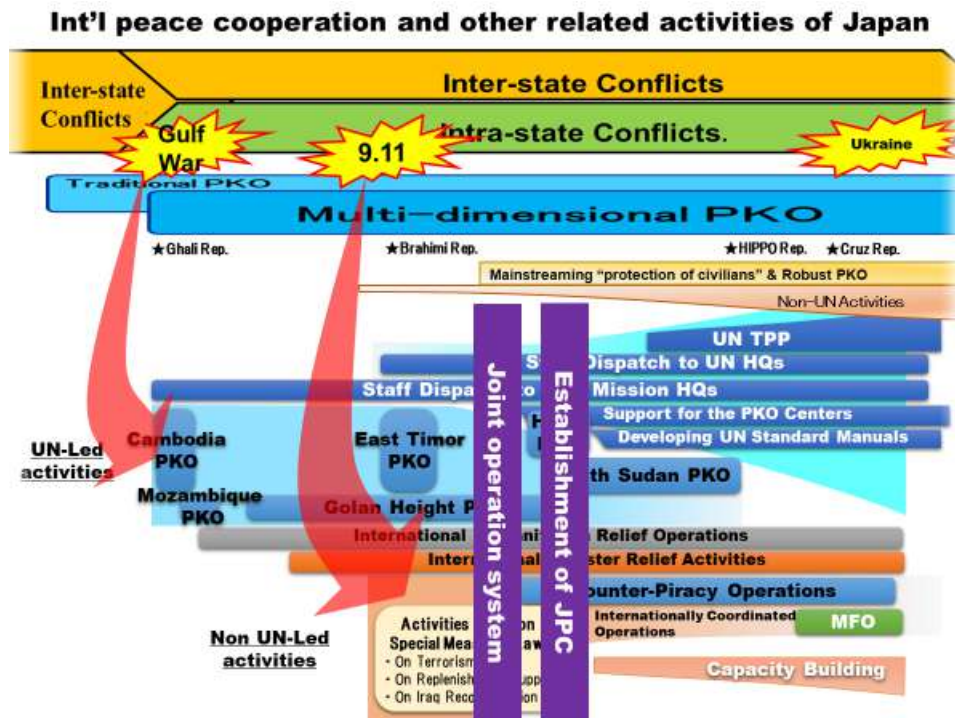 Int'l peace cooperation and other related activities of Japan
Inter-state
Conflicts
Inter-state Conflicts
Intra-state Conflicts.
Gulf
War
9.11
Ukraine
Traditional PKO
Multi-dimensional PKO
★Ghali Rep.
★Brahimi Rep.
★HIPPO Rep.
★Cruz Rep.
Mainstreaming “protection of civilians” & Robust PKO
Non-UN Activities
UN TPP
Dispatch to UN HQs
Staff Dispa
Mission HQs
Support for the PKO Centers
Developing UN Standard Manuals
UN-Led
activities
Cambodia
PKO
East Timor
PKO
Mozambique
PKO
th Sudan PKO
Golan Height P
International
Relief Operations
Internat
ster Relief Activities
ounter-Piracy Operations
Joint operation system
Establishment of JPC
Non UN-Led
activities
Activities
on
Special Mea
aw
- On Terrorism
- On Replenish
upp
- On Iraq Reco
ion
Internationally Coordinated
Operations
MFO
Capacity Building